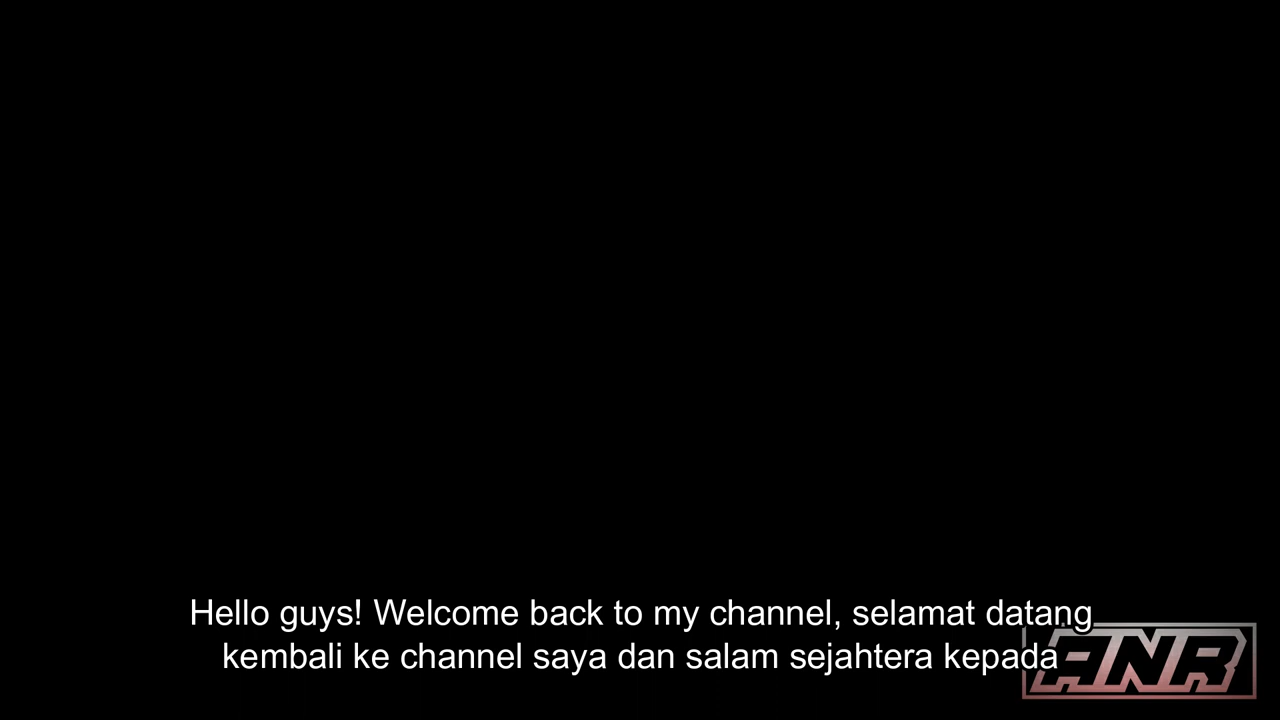 Hello guys! Welcome back to my channel, selamat datang
kembali ke channel saya dan salam sejahtera kepada
ANR